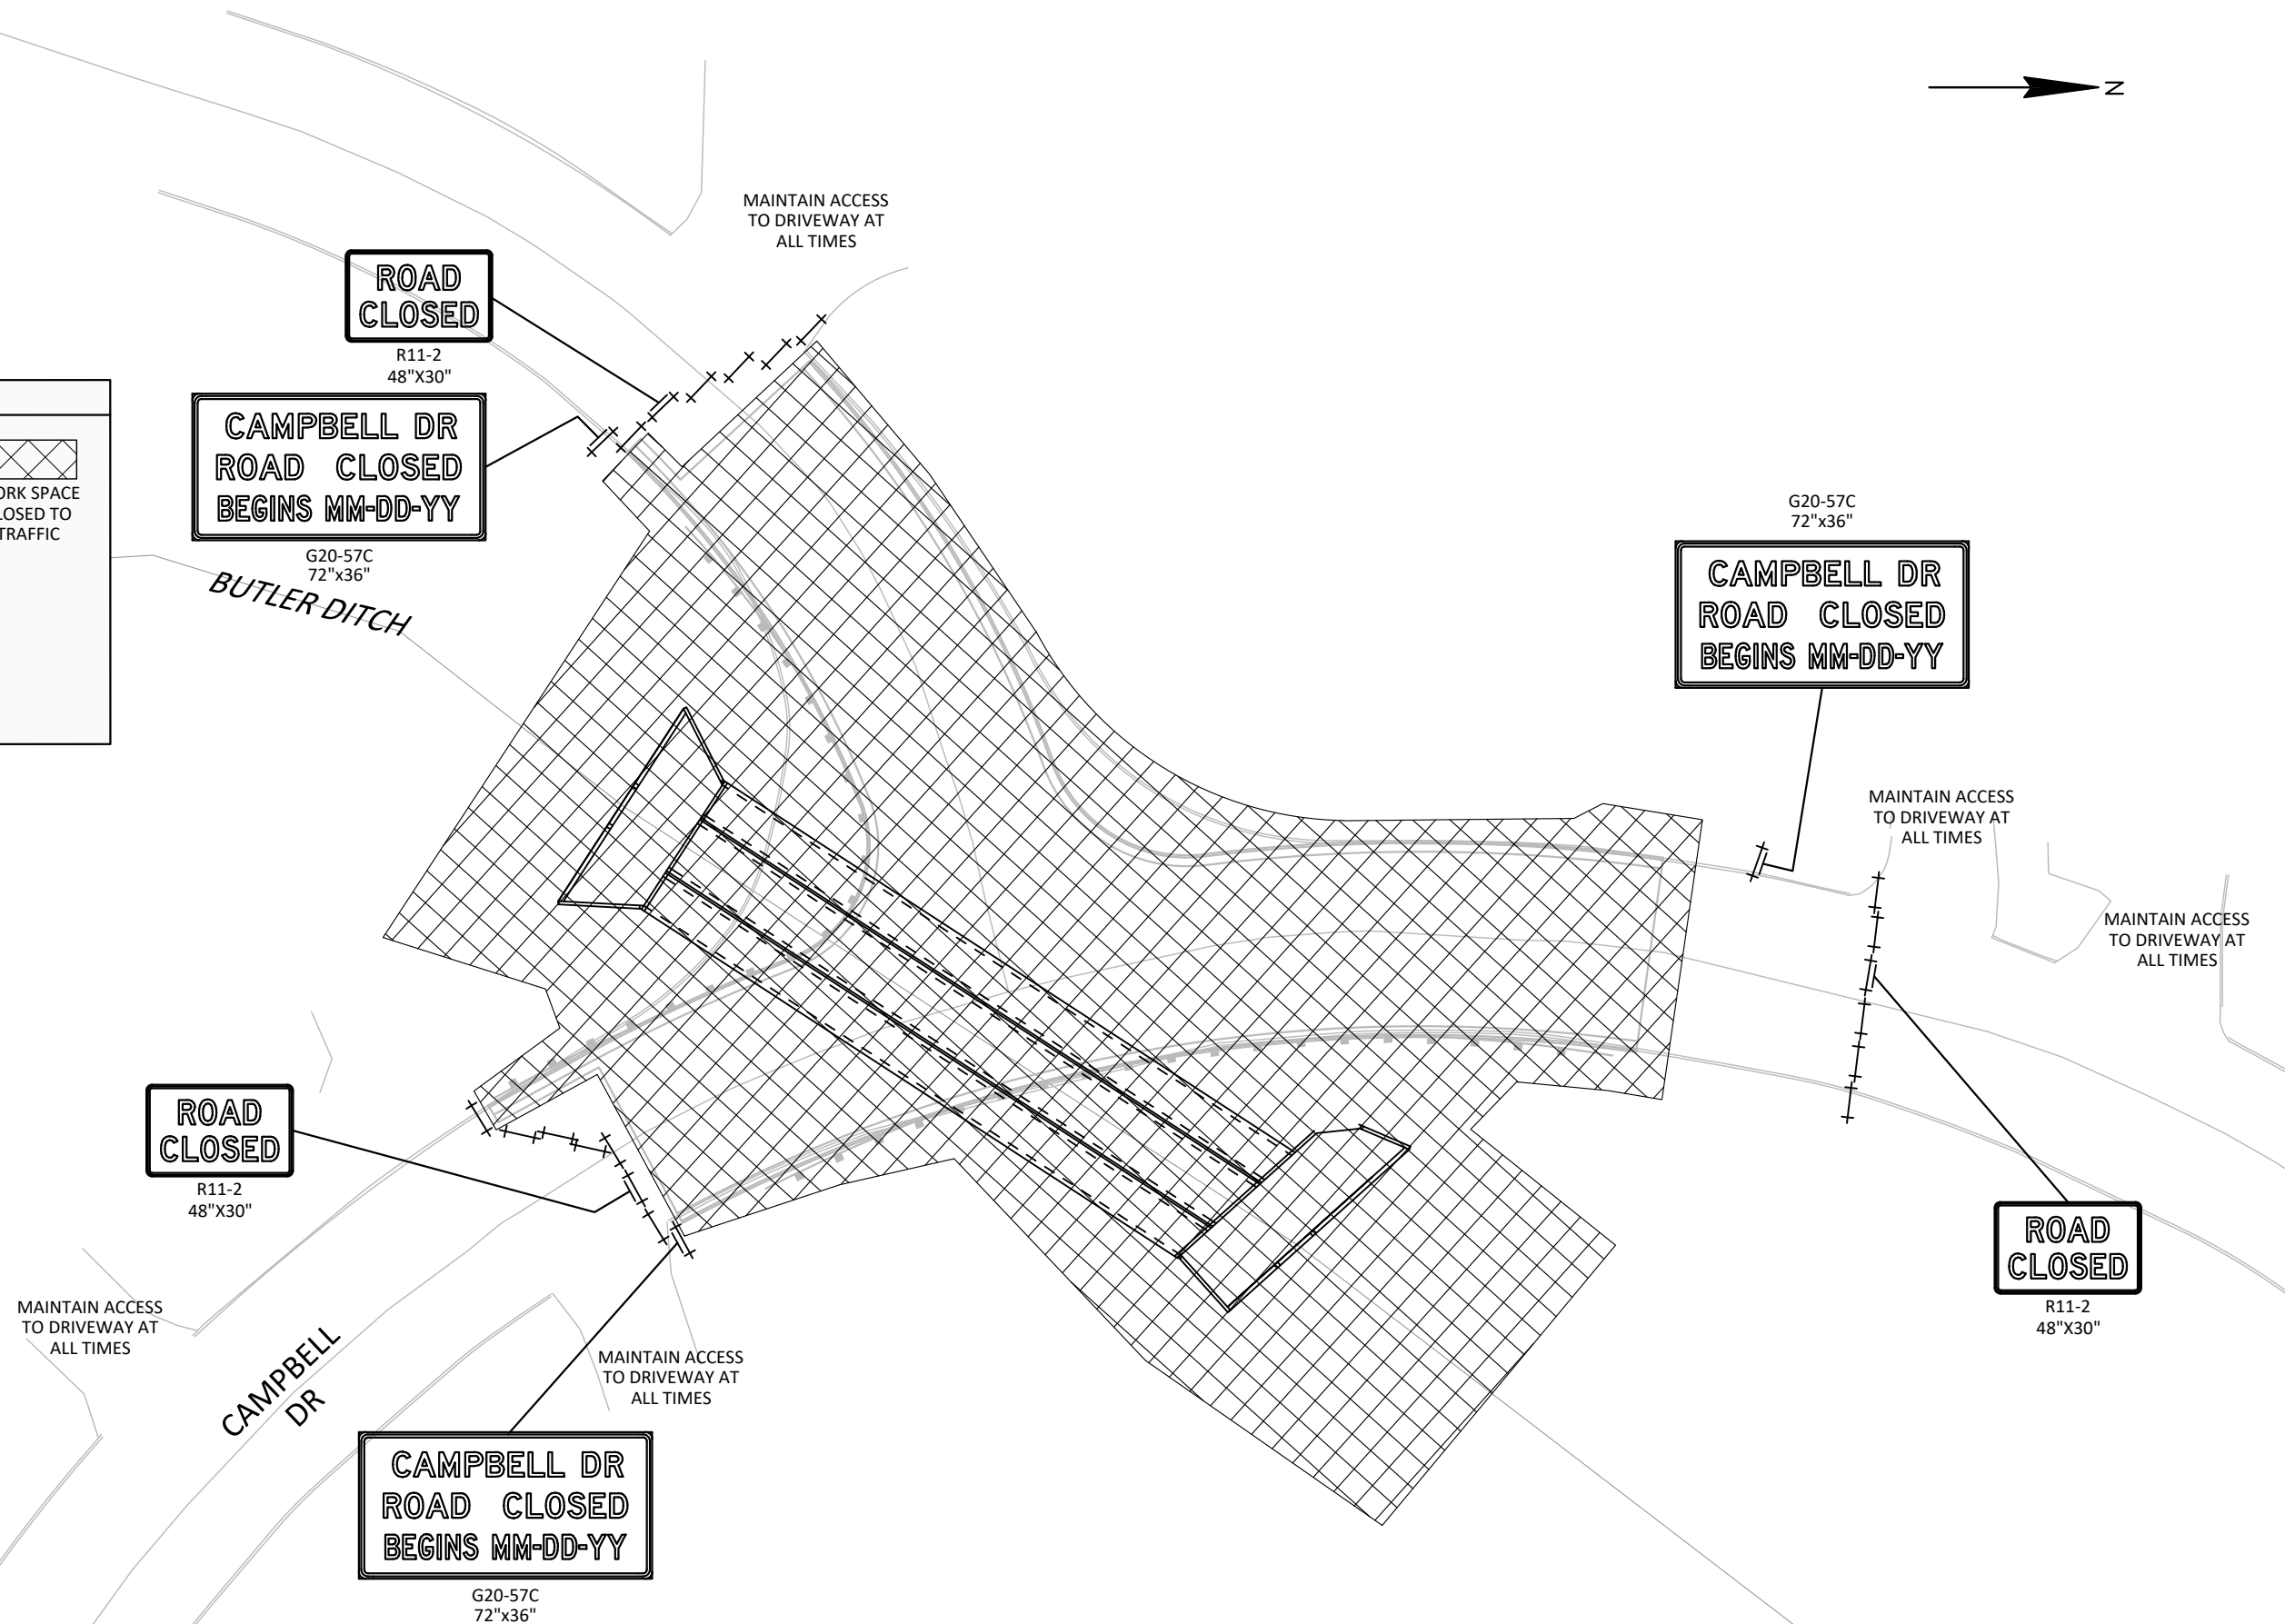 N
MAINTAIN ACCESS
TO DRIVEWAY AT
ALL TIMES
ROAD
CLOSED
R11-2
48"X30"
CAMPBELL DR
ROAD CLOSED
BEGINS MM-DD-YY
G20-57C
72"x36"
ORK SPACE
LOSED TO
TRAFFIC
BUTLER DITCH
G20-57C
72"x36"
CAMPBELL DR
ROAD CLOSED
BEGINS MM-DD-YY
MAINTAIN ACCESS
TO DRIVEWAY AT
ALL TIMES
MAINTAIN ACCESS
TO DRIVEWAY AT
ALL TIMES
ROAD
CLOSED
R11-2
48"X30"
ROAD
CLOSED
R11-2
48"X30"
MAINTAIN ACCESS
TO DRIVEWAY AT
ALL TIMES
CAMPBELL
DR
MAINTAIN ACCESS
TO DRIVEWAY AT
ALL TIMES
CAMPBELL DR
ROAD CLOSED
BEGINS MM-DD-YY
G20-57C
72"x36"